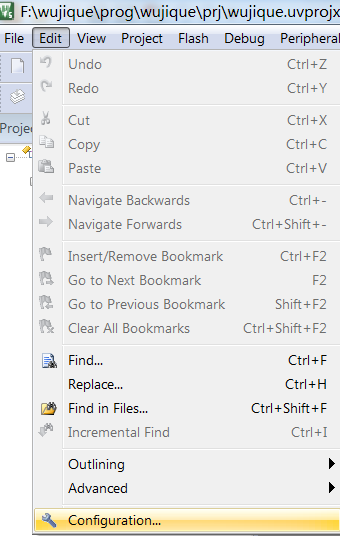 F:\wujique\prog\wujique\prj\wujique.uvprojx
File Edit View Project Flash Debug Peripheral
Undo Ctrl+Z
Redo Ctrl+Y
Cut Ctrl+X
Copy Ctrl+C
Paste Ctrl+V
Navigate Backwards Ctrl+-
Navigate Forwards Ctrl+Shift+-
Insert/Remove Bookmark Ctrl+F2
Go to Next Bookmark F2
Go to Previous Bookmark Shift+F2
Clear All Bookmarks Ctrl+Shift+F2
Find... Ctrl+F
Replace... Ctrl+H
Find in Files... Ctrl+Shift+F
Incremental Find Ctrl+I
Outlining
Advanced
Configuration...
Projec